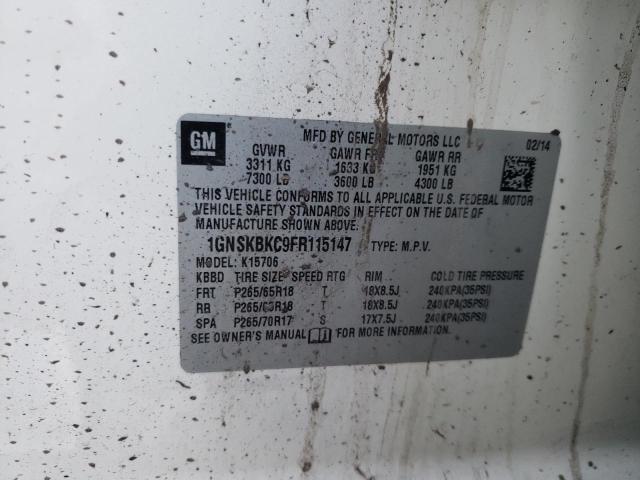 GM
MFD BY GENERAL MOTORS LLC 02/14
GVWR GAWR FRT GAWR RR
3311 KG 1633 KG 1951 KG
7300 LB 3600 LB 4300 LB
THIS VEHICLE CONFORMS TO ALL APPLICABLE U.S. FEDERAL MOTOR
VEHICLE SAFETY STANDARDS IN EFFECT ON THE DATE OF
MANUFACTURE SHOWN ABOVE.
1GNSKBKC9FR115147 TYPE: M.P.V.
MODEL: K15706
KBBD TIRE SIZE SPEED RTG RIM COLD TIRE PRESSURE
FRT P265/65R18 T 18X8.5J 240KPA(35PSI)
RR P265/65R18 T 18X8.5J 240KPA(35PSI)
SPA P265/70R17 S 17X7.5J 240KPA(35PSI)
SEE OWNER'S MANUAL FOR MORE INFORMATION.